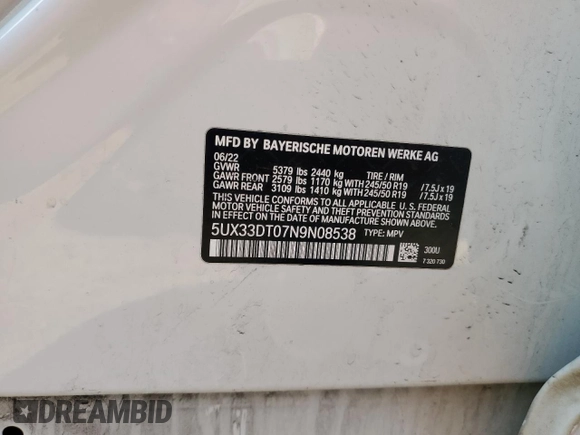 MFD BY BAYERISCHE MOTOREN WERKE AG
06/22
GVWR 5379 lbs 2440 kg TIRE / RIM
GAWR FRONT 2579 lbs 1170 kg WITH 245/50 R19 / 7.5J x 19
GAWR REAR 3109 lbs 1410 kg WITH 245/50 R19 / 7.5J x 19
THIS VEHICLE CONFORMS TO ALL APPLICABLE U.S. FEDERAL
MOTOR VEHICLE SAFETY, BUMPER, AND THEFT PREVENTION
STANDARDS IN EFFECT ON THE DATE OF MANUFACTURE SHOWN ABOVE.
5UX33DT07N9N08538 TYPE: MPV
300U
7 320 730
DREAMBID